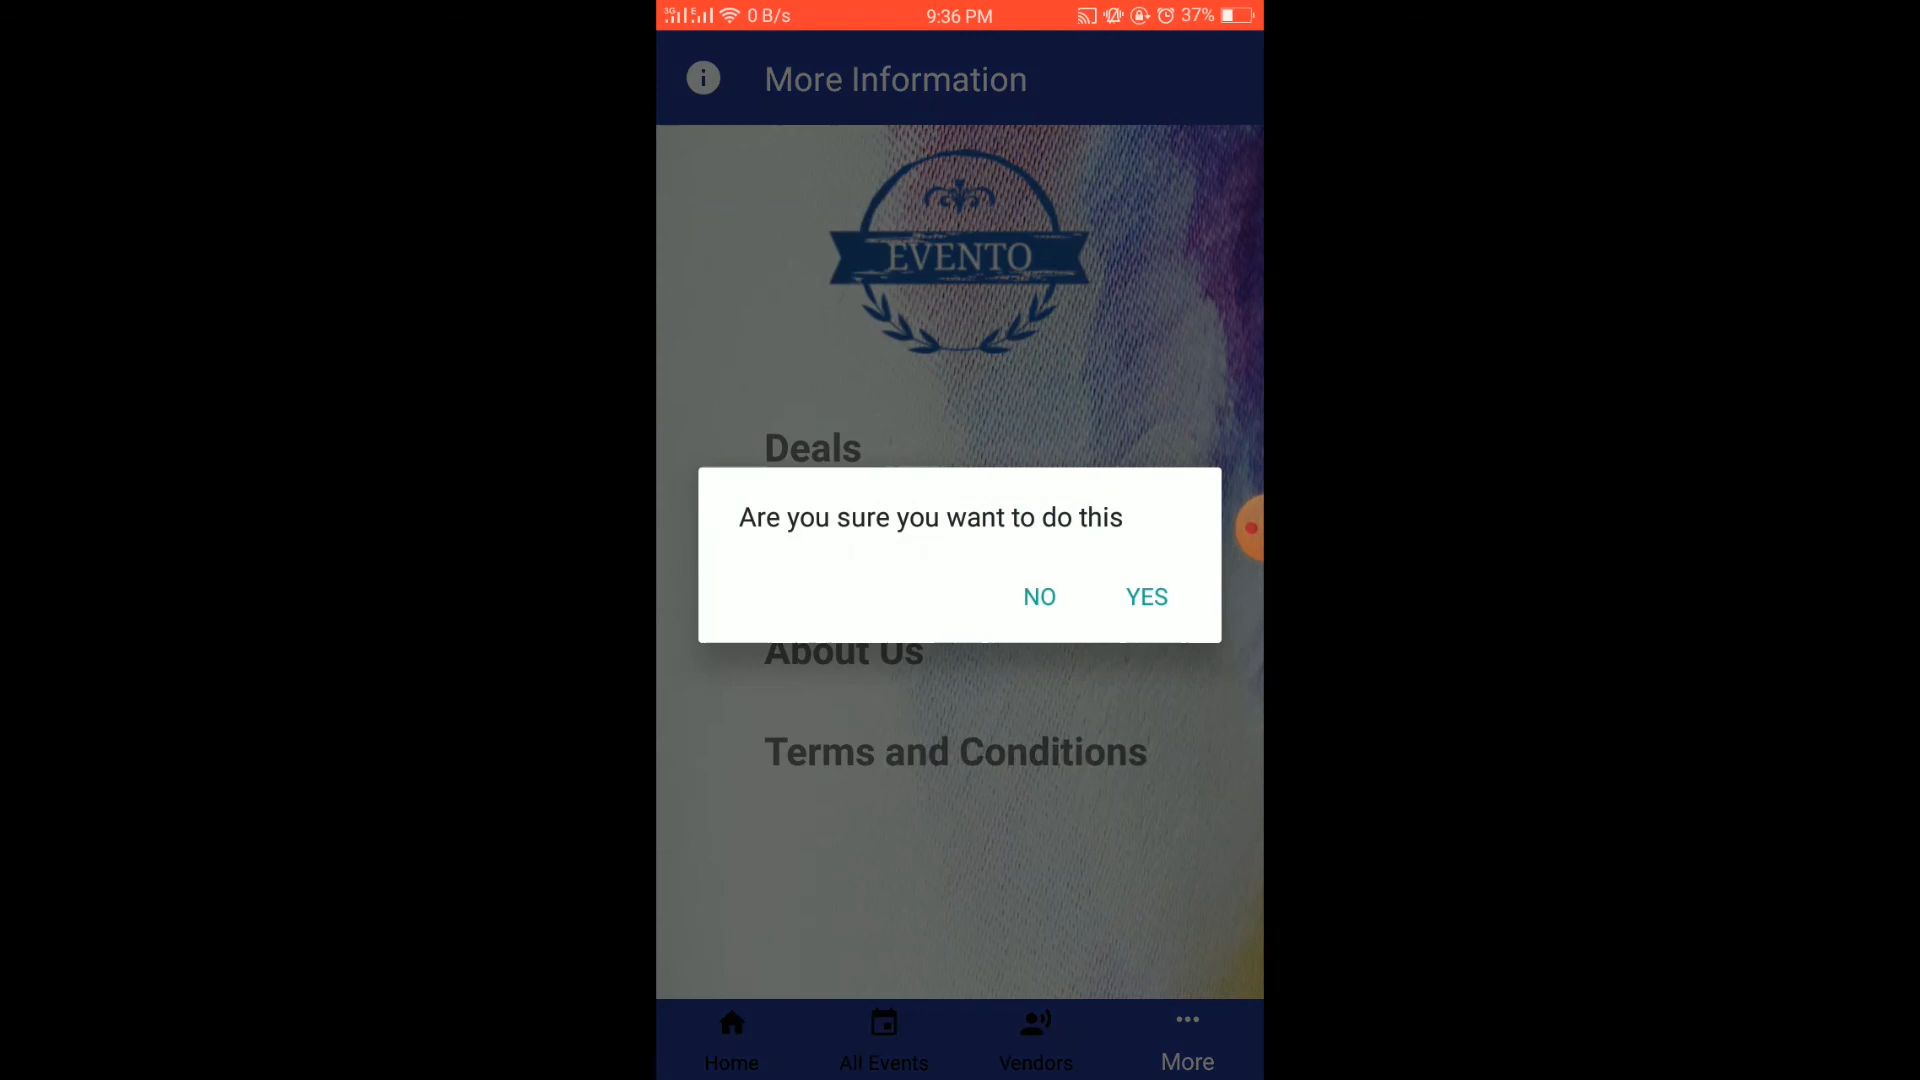 3G E 0 B/s 9:36 PM 37%
More Information
EVENTO
Deals
Are you sure you want to do this
NO YES
About Us
Terms and Conditions
Home All Events Vendors More